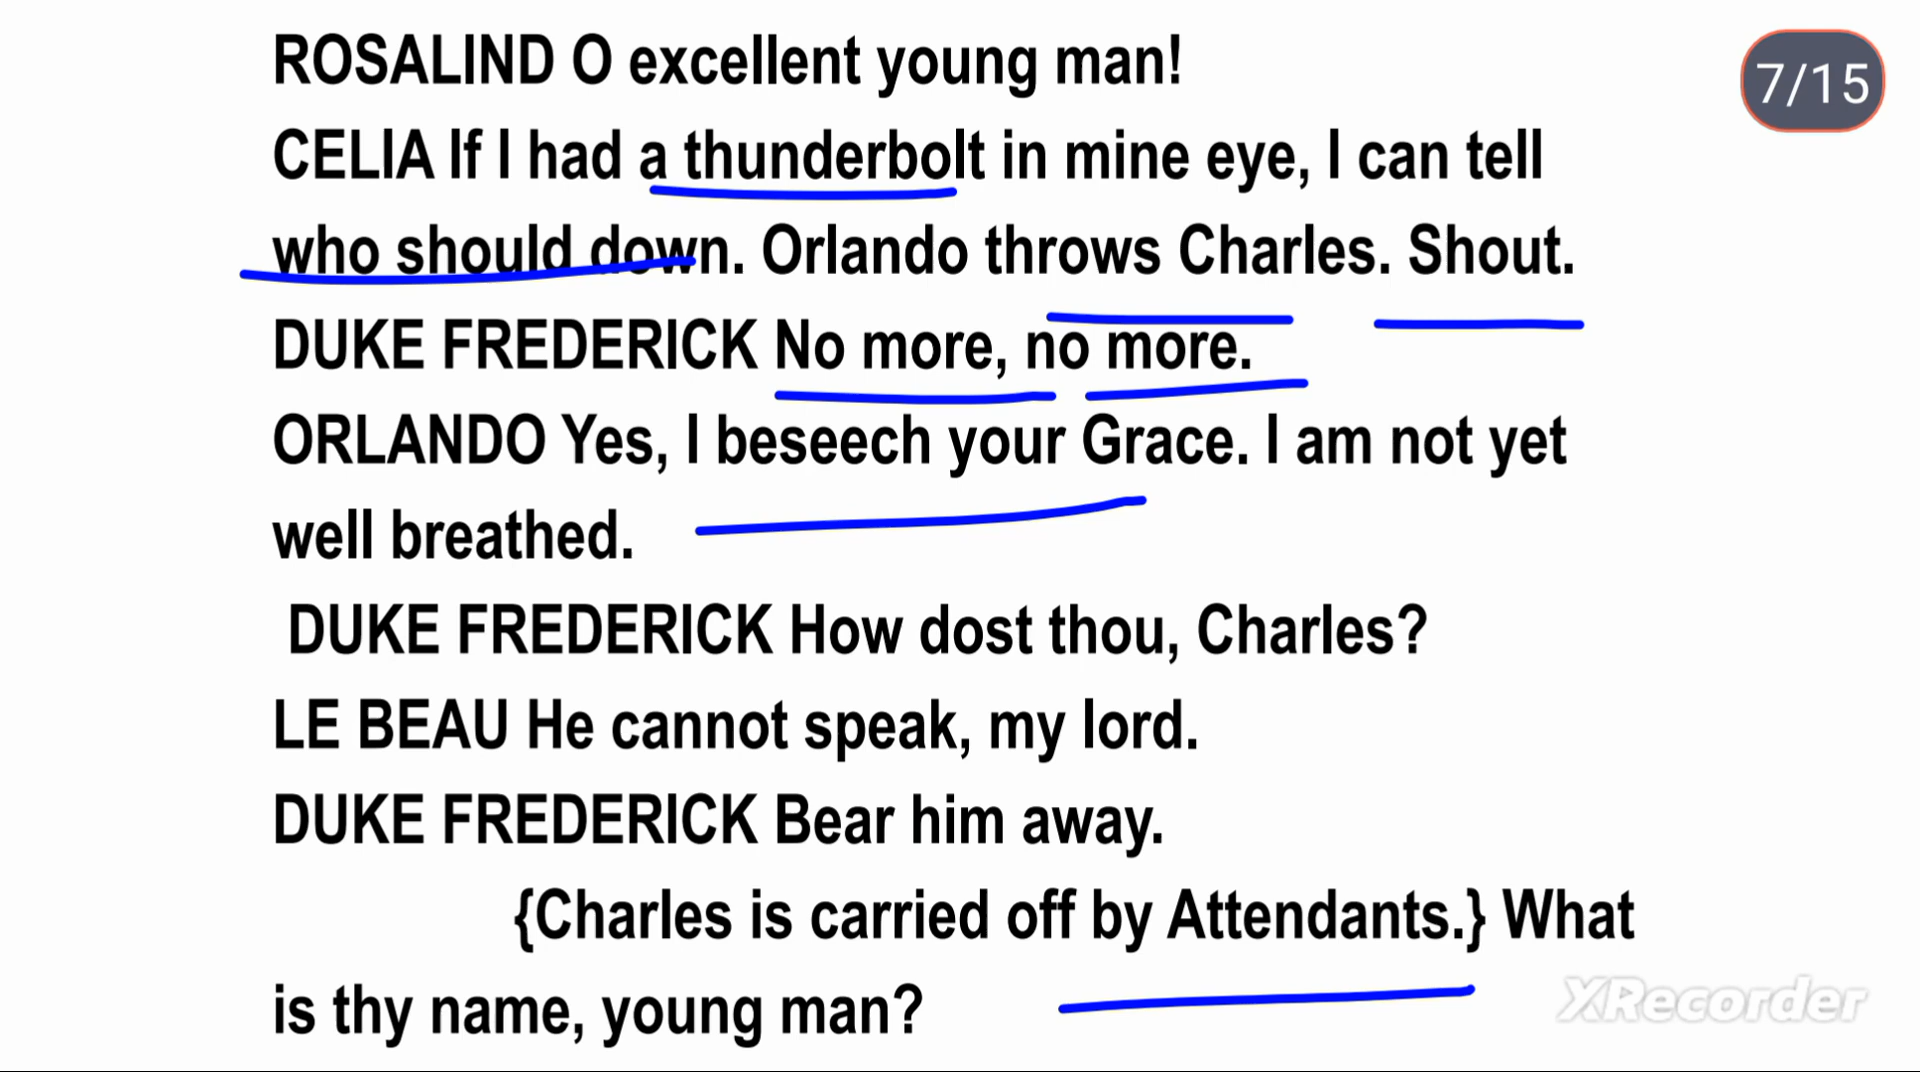 ROSALIND O excellent young man!
7/15
CELIA If I had a thunderbolt in mine eye, I can tell
who should down. Orlando throws Charles. Shout.
DUKE FREDERICK No more, no more.
ORLANDO Yes, I beseech your Grace. I am not yet
well breathed.
DUKE FREDERICK How dost thou, Charles?
LE BEAU He cannot speak, my lord.
DUKE FREDERICK Bear him away.
{Charles is carried off by Attendants.} What
is thy name, young man?
XRecorder